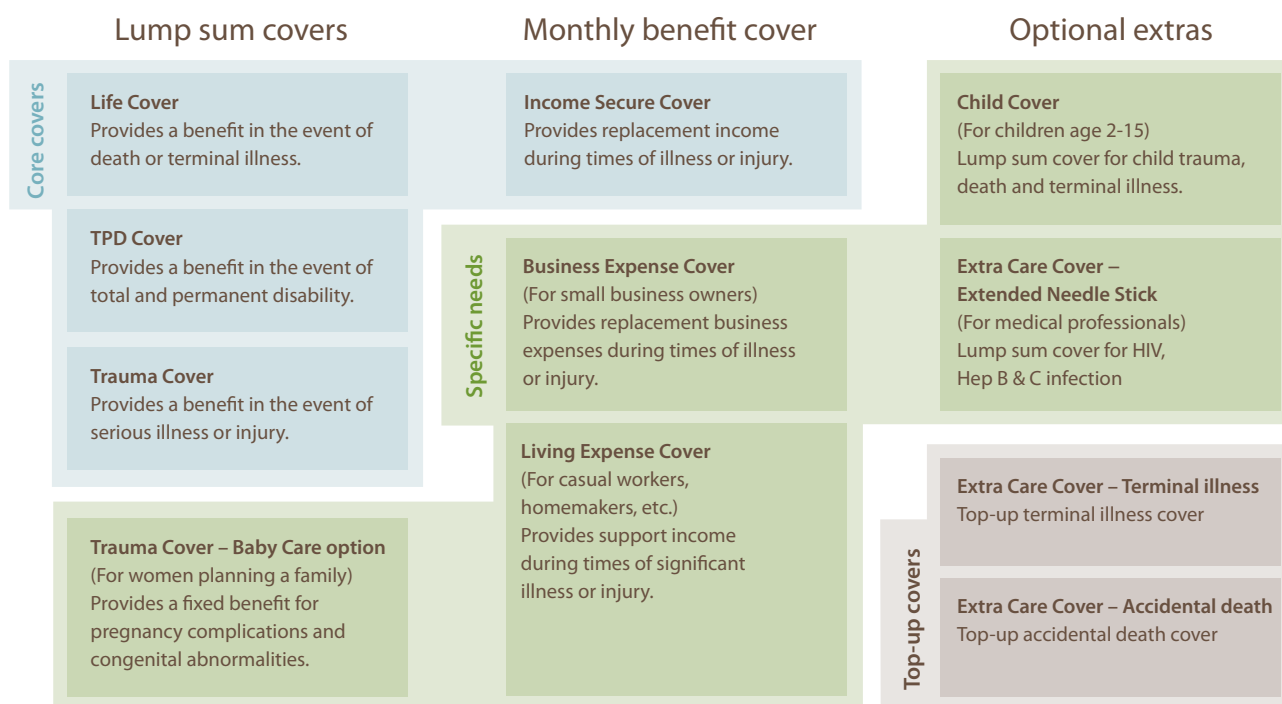 Lump sum covers
Monthly benefit cover
Optional extras
Core covers
Life Cover
Provides a benefit in the event of
death or terminal illness.
TPD Cover
Provides a benefit in the event of
total and permanent disability.
Trauma Cover
Provides a benefit in the event of
serious illness or injury.
Income Secure Cover
Provides replacement income
during times of illness or injury.
Specific needs
Trauma Cover – Baby Care option
(For women planning a family)
Provides a fixed benefit for
pregnancy complications and
congenital abnormalities.
Business Expense Cover
(For small business owners)
Provides replacement business
expenses during times of illness
or injury.
Living Expense Cover
(For casual workers,
homemakers, etc.)
Provides support income
during times of significant
illness or injury.
Child Cover
(For children age 2-15)
Lump sum cover for child trauma,
death and terminal illness.
Extra Care Cover –
Extended Needle Stick
(For medical professionals)
Lump sum cover for HIV,
Hep B & C infection
Top-up covers
Extra Care Cover – Terminal illness
Top-up terminal illness cover
Extra Care Cover – Accidental death
Top-up accidental death cover